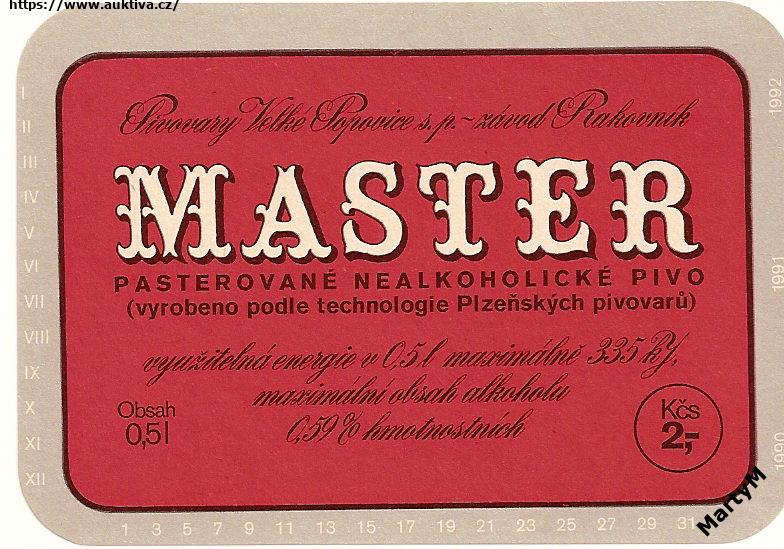 https://www.auktiva.cz/
Pivovary Velké Popovice s.p. - závod Rakovník
MASTER
PASTEROVANÉ NEALKOHOLICKÉ PIVO
(vyrobeno podle technologie Plzeňských pivovarů)
využitelná energie v 0,5 l maximálně 335 kJ,
maximální obsah alkoholu
0,59 % hmotnostních
Obsah
0,5 l
Kčs
2,-
I
II
III
IV
V
VI
VII
VIII
IX
X
XI
XII
1 3 5 7 9 11 13 15 17 19 21 23 25 27 29 31
1992
1991
1990
MartyM